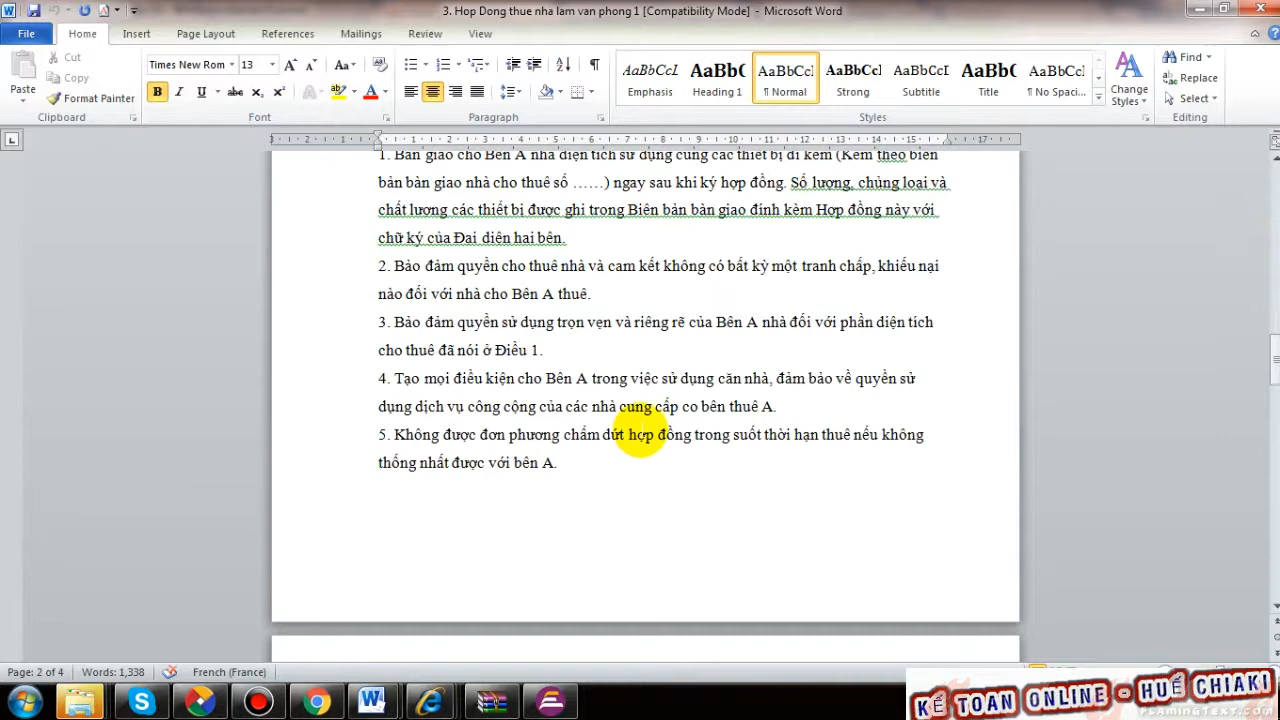 3. Hop Dong thue nha lam van phong 1 [Compatibility Mode] - Microsoft Word
File Home Insert Page Layout References Mailings Review View
Cut
Copy
Format Painter
Paste
Clipboard
Times New Rom 13
Font
Paragraph
AaBbCcI AaBbC AaBbCcI AaBbCcI AaBbCcI AaBbC AaBbCcI
Emphasis Heading 1 ¶ Normal Strong Subtitle Title ¶ No Spaci...
Change Styles
Styles
Find
Replace
Select
Editing
1. Bàn giao cho Bên A nhà diện tích sử dụng cùng các thiết bị đi kèm (Kèm theo biên
bản bàn giao nhà cho thuê số ……) ngay sau khi ký hợp đồng. Số lượng, chủng loại và
chất lượng các thiết bị được ghi trong Biên bản bàn giao đính kèm Hợp đồng này với
chữ ký của Đại diện hai bên.
2. Bảo đảm quyền cho thuê nhà và cam kết không có bất kỳ một tranh chấp, khiếu nại
nào đối với nhà cho Bên A thuê.
3. Bảo đảm quyền sử dụng trọn vẹn và riêng rẽ của Bên A nhà đối với phần diện tích
cho thuê đã nói ở Điều 1.
4. Tạo mọi điều kiện cho Bên A trong việc sử dụng căn nhà, đảm bảo về quyền sử
dụng dịch vụ công cộng của các nhà cung cấp co bên thuê A.
5. Không được đơn phương chấm dứt hợp đồng trong suốt thời hạn thuê nếu không
thống nhất được với bên A.
Page: 2 of 4 Words: 1,338 French (France)
KẾ TOÁN ONLINE - HUẾ CHIAKI
FLAMINGTEXT.COM